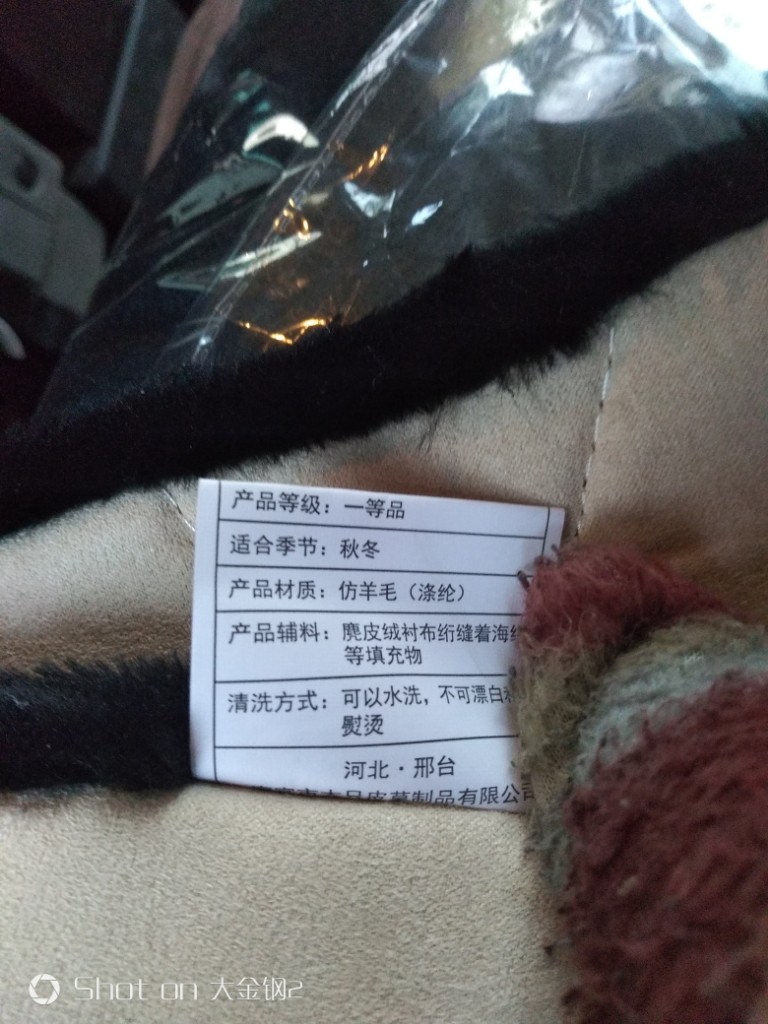 产品等级：一等品
适合季节：秋冬
产品材质：仿羊毛（涤纶）
产品辅料：麂皮绒衬布绗缝着海
等填充物
清洗方式：可以水洗，不可漂白
熨烫
河北·邢台
皮革制品有限公司
Shot on 大金钢2